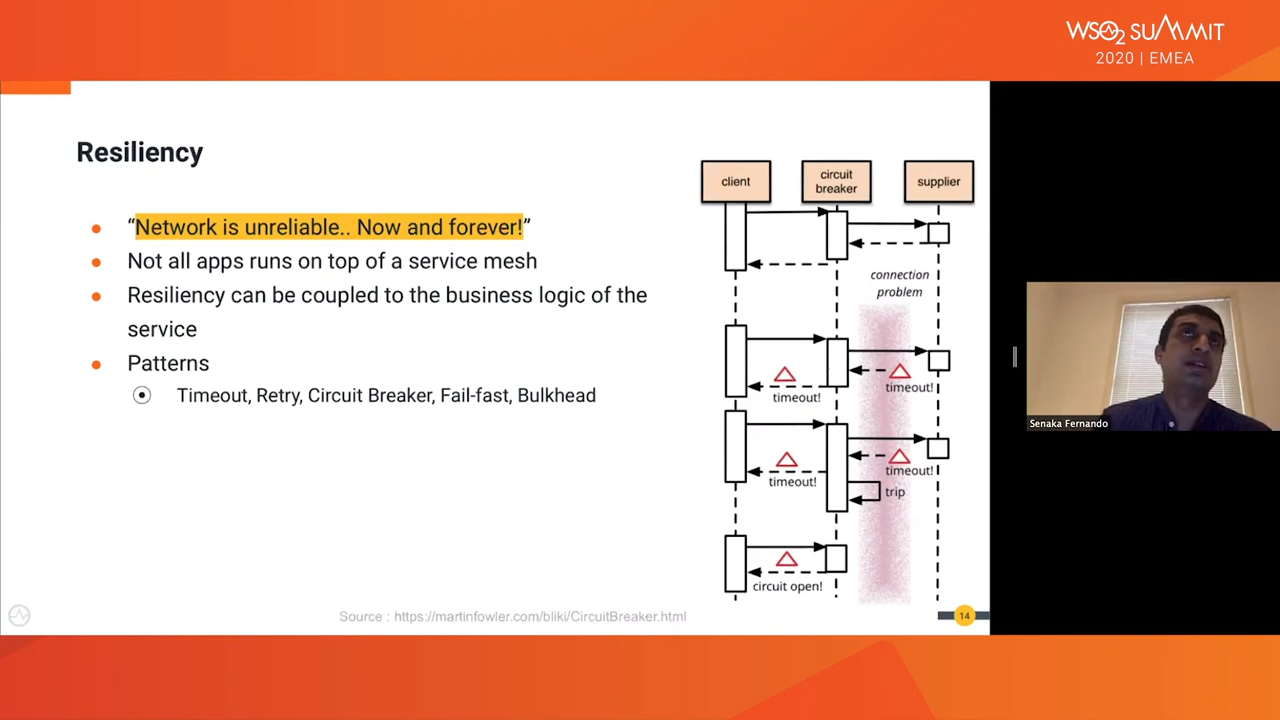 WSO2 SUMMIT
2020 | EMEA
Resiliency
“Network is unreliable.. Now and forever!”
Not all apps runs on top of a service mesh
Resiliency can be coupled to the business logic of the
service
Patterns
Timeout, Retry, Circuit Breaker, Fail-fast, Bulkhead
client
circuit
breaker
supplier
connection
problem
timeout!
timeout!
timeout!
timeout!
trip
circuit open!
Source : https://martinfowler.com/bliki/CircuitBreaker.html
14
Senaka Fernando